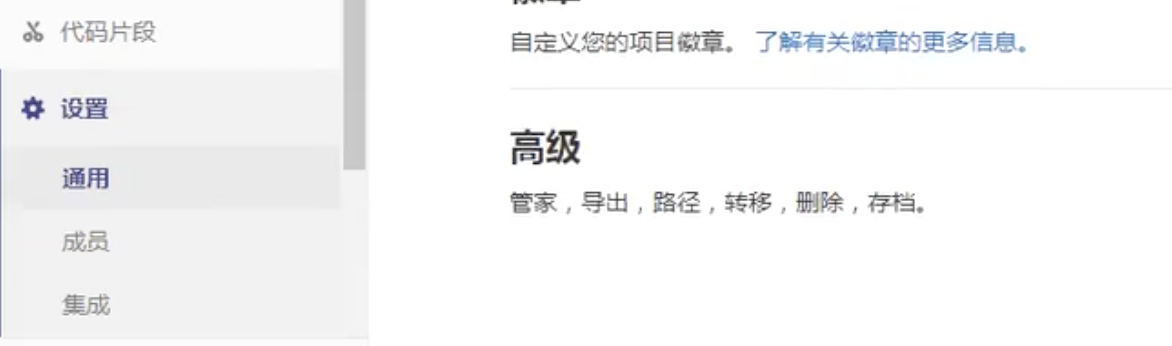 代码片段
设置
通用
成员
集成
自定义您的项目徽章。 了解有关徽章的更多信息。
高级
管家，导出，路径，转移，删除，存档。